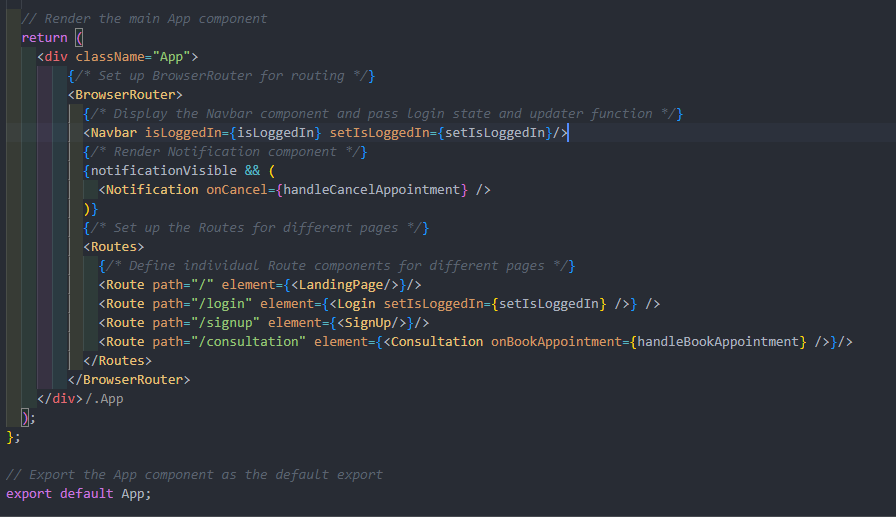 // Render the main App component
return (
<div className="App">
{/* Set up BrowserRouter for routing */}
<BrowserRouter>
{/* Display the Navbar component and pass login state and updater function */}
<Navbar isLoggedIn={isLoggedIn} setIsLoggedIn={setIsLoggedIn}/>
{/* Render Notification component */}
{notificationVisible && (
<Notification onCancel={handleCancelAppointment} />
)}
{/* Set up the Routes for different pages */}
<Routes>
{/* Define individual Route components for different pages */}
<Route path="/" element={<LandingPage/>}/>
<Route path="/login" element={<Login setIsLoggedIn={setIsLoggedIn} />} />
<Route path="/signup" element={<SignUp/>}/>
<Route path="/consultation" element={<Consultation onBookAppointment={handleBookAppointment} />}/>
</Routes>
</BrowserRouter>
</div>/.App
);
};
// Export the App component as the default export
export default App;